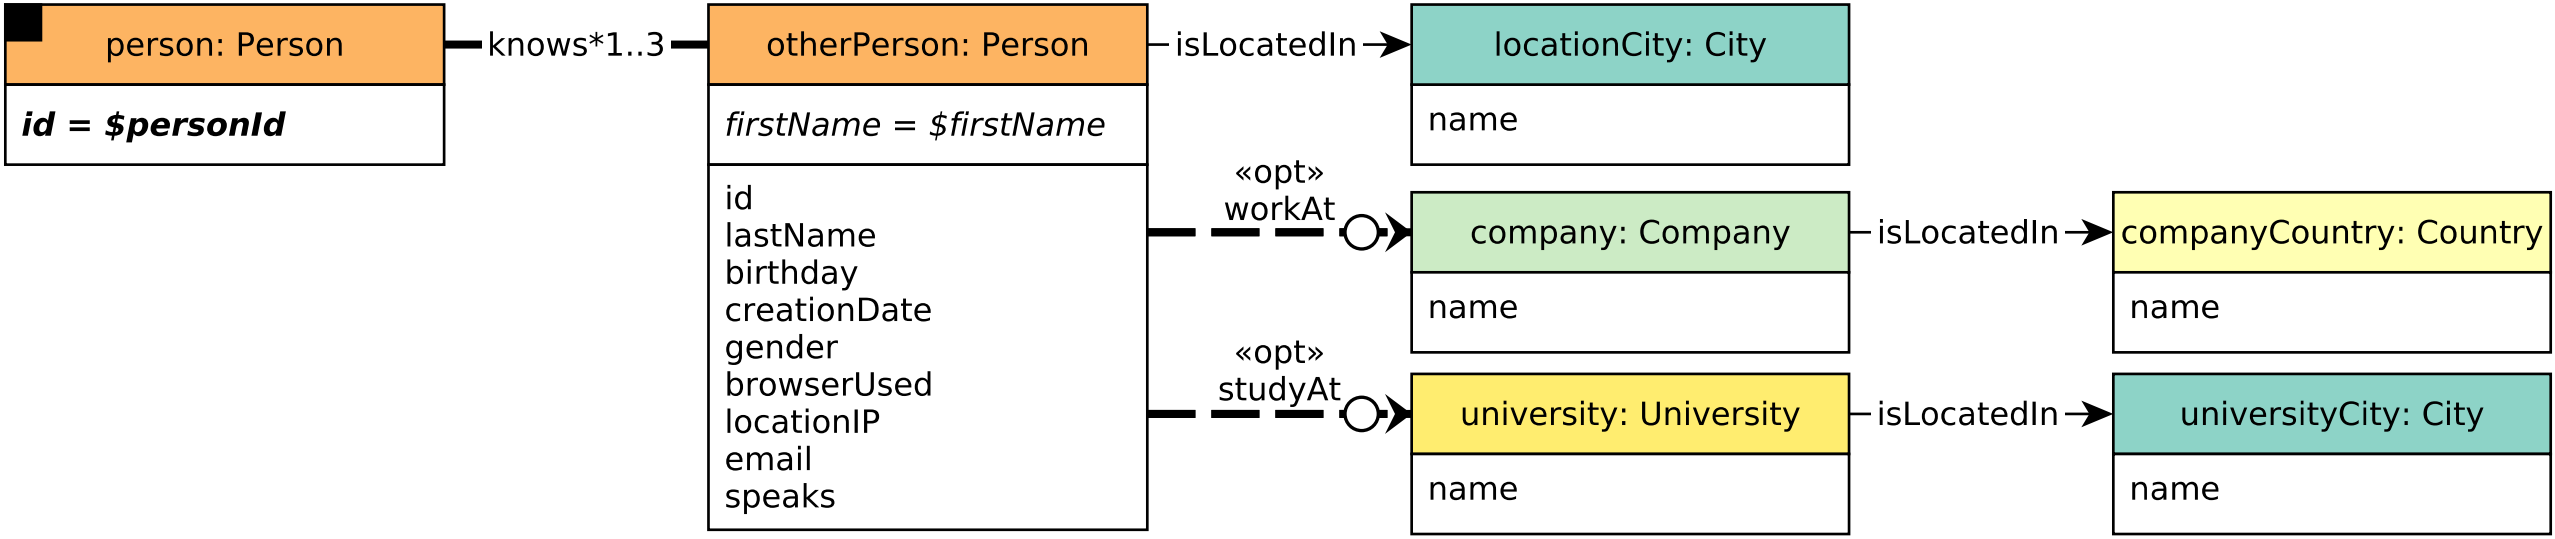 person: Person
id = $personId
knows*1..3
otherPerson: Person
firstName = $firstName
id
lastName
birthday
creationDate
gender
browserUsed
locationIP
email
speaks
isLocatedIn
locationCity: City
name
«opt»
workAt
company: Company
name
isLocatedIn
companyCountry: Country
name
«opt»
studyAt
university: University
name
isLocatedIn
universityCity: City
name